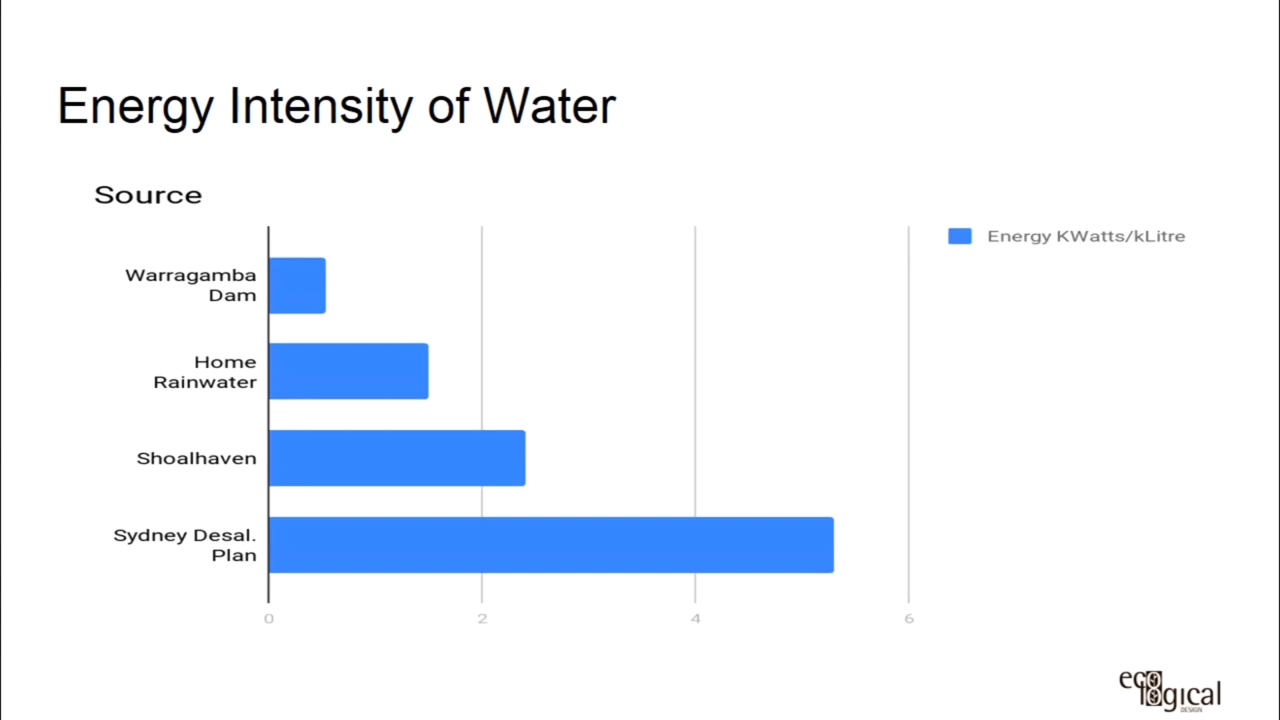 Energy Intensity of Water
Source
Energy KWatts/kLitre
Warragamba
Dam
Home
Rainwater
Shoalhaven
Sydney Desal.
Plan
0
2
4
6
ecological
DESIGN